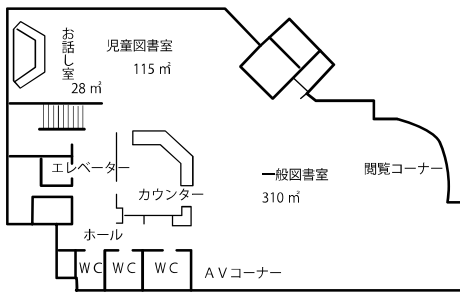 お話し室
28㎡
児童図書室
115㎡
エレベーター
カウンター
一般図書室
310㎡
閲覧コーナー
ホール
WC
WC
WC
AVコーナー